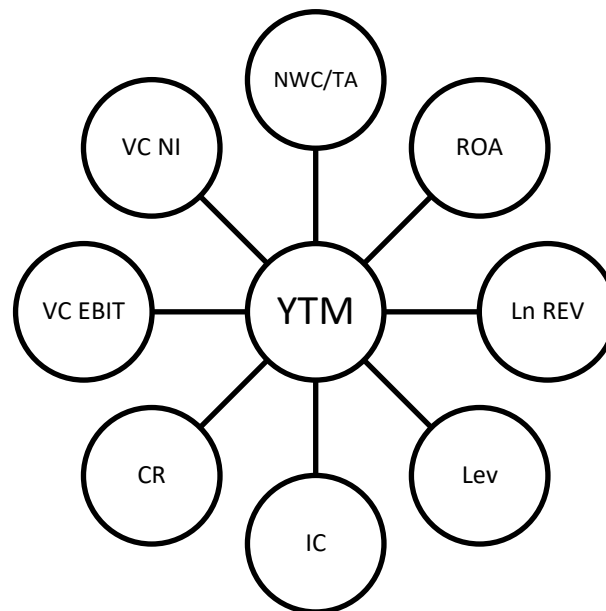 NWC/TA
VC NI
ROA
VC EBIT
YTM
Ln REV
CR
Lev
IC